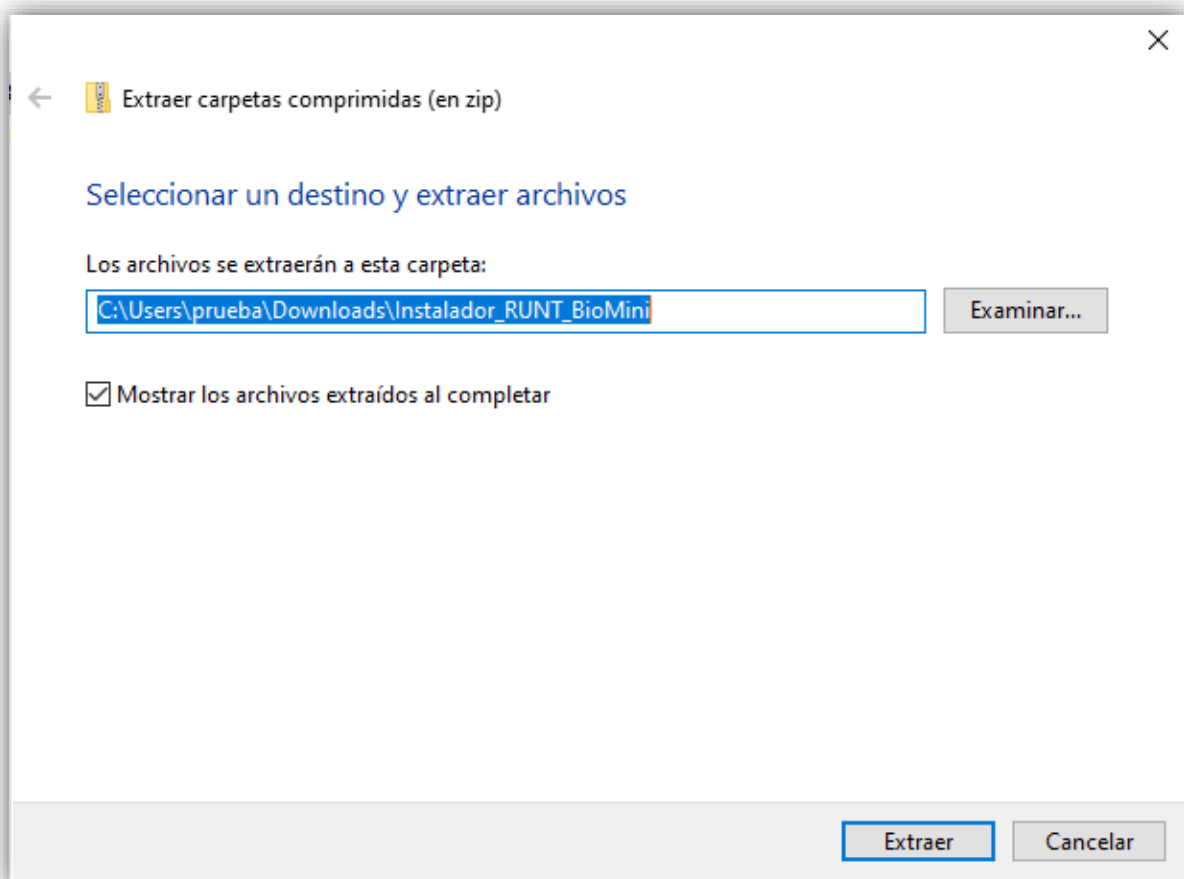 Extraer carpetas comprimidas (en zip)
Seleccionar un destino y extraer archivos
Los archivos se extraerán a esta carpeta:
C:\Users\prueba\Downloads\Instalador_RUNT_BioMini
Examinar...
Mostrar los archivos extraídos al completar
Extraer
Cancelar